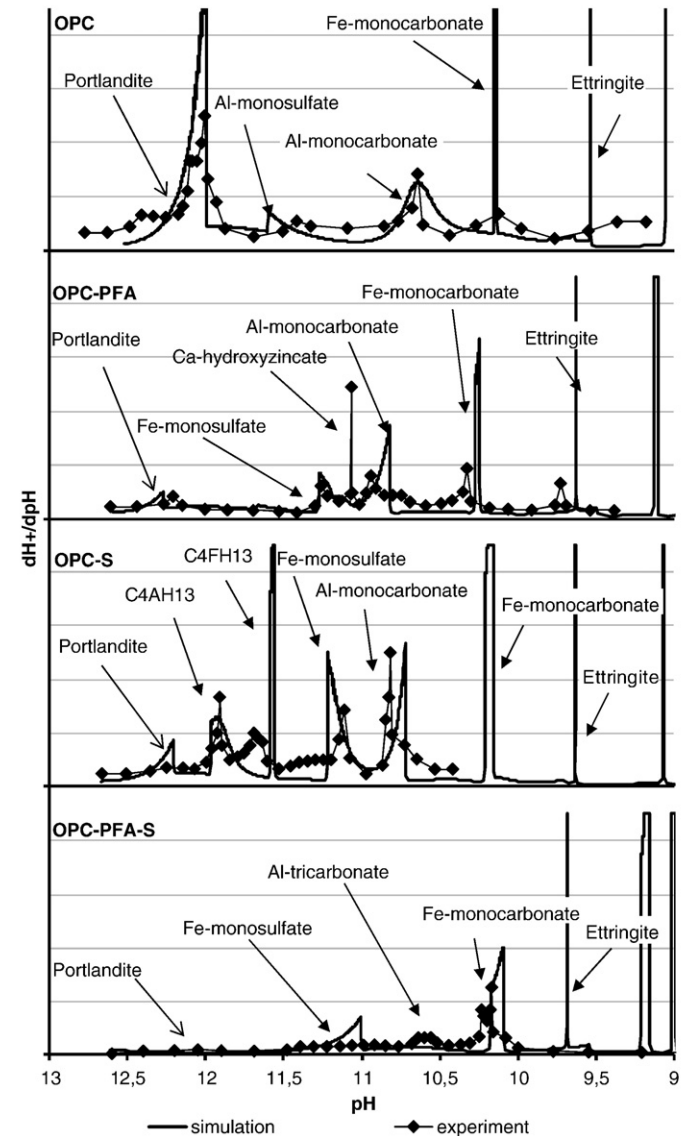 OPC
Fe-monocarbonate
Portlandite
Al-monosulfate
Ettringite
Al-monocarbonate
OPC-PFA
Fe-monocarbonate
Portlandite
Al-monocarbonate
Ettringite
Ca-hydroxyzincate
Fe-monosulfate
dH+/dpH
OPC-S
C4FH13
Fe-monosulfate
C4AH13
Al-monocarbonate
Fe-monocarbonate
Portlandite
Ettringite
OPC-PFA-S
Al-tricarbonate
Fe-monocarbonate
Fe-monosulfate
Ettringite
Portlandite
13 12,5 12 11,5 11 10,5 10 9,5 9
pH
simulation experiment